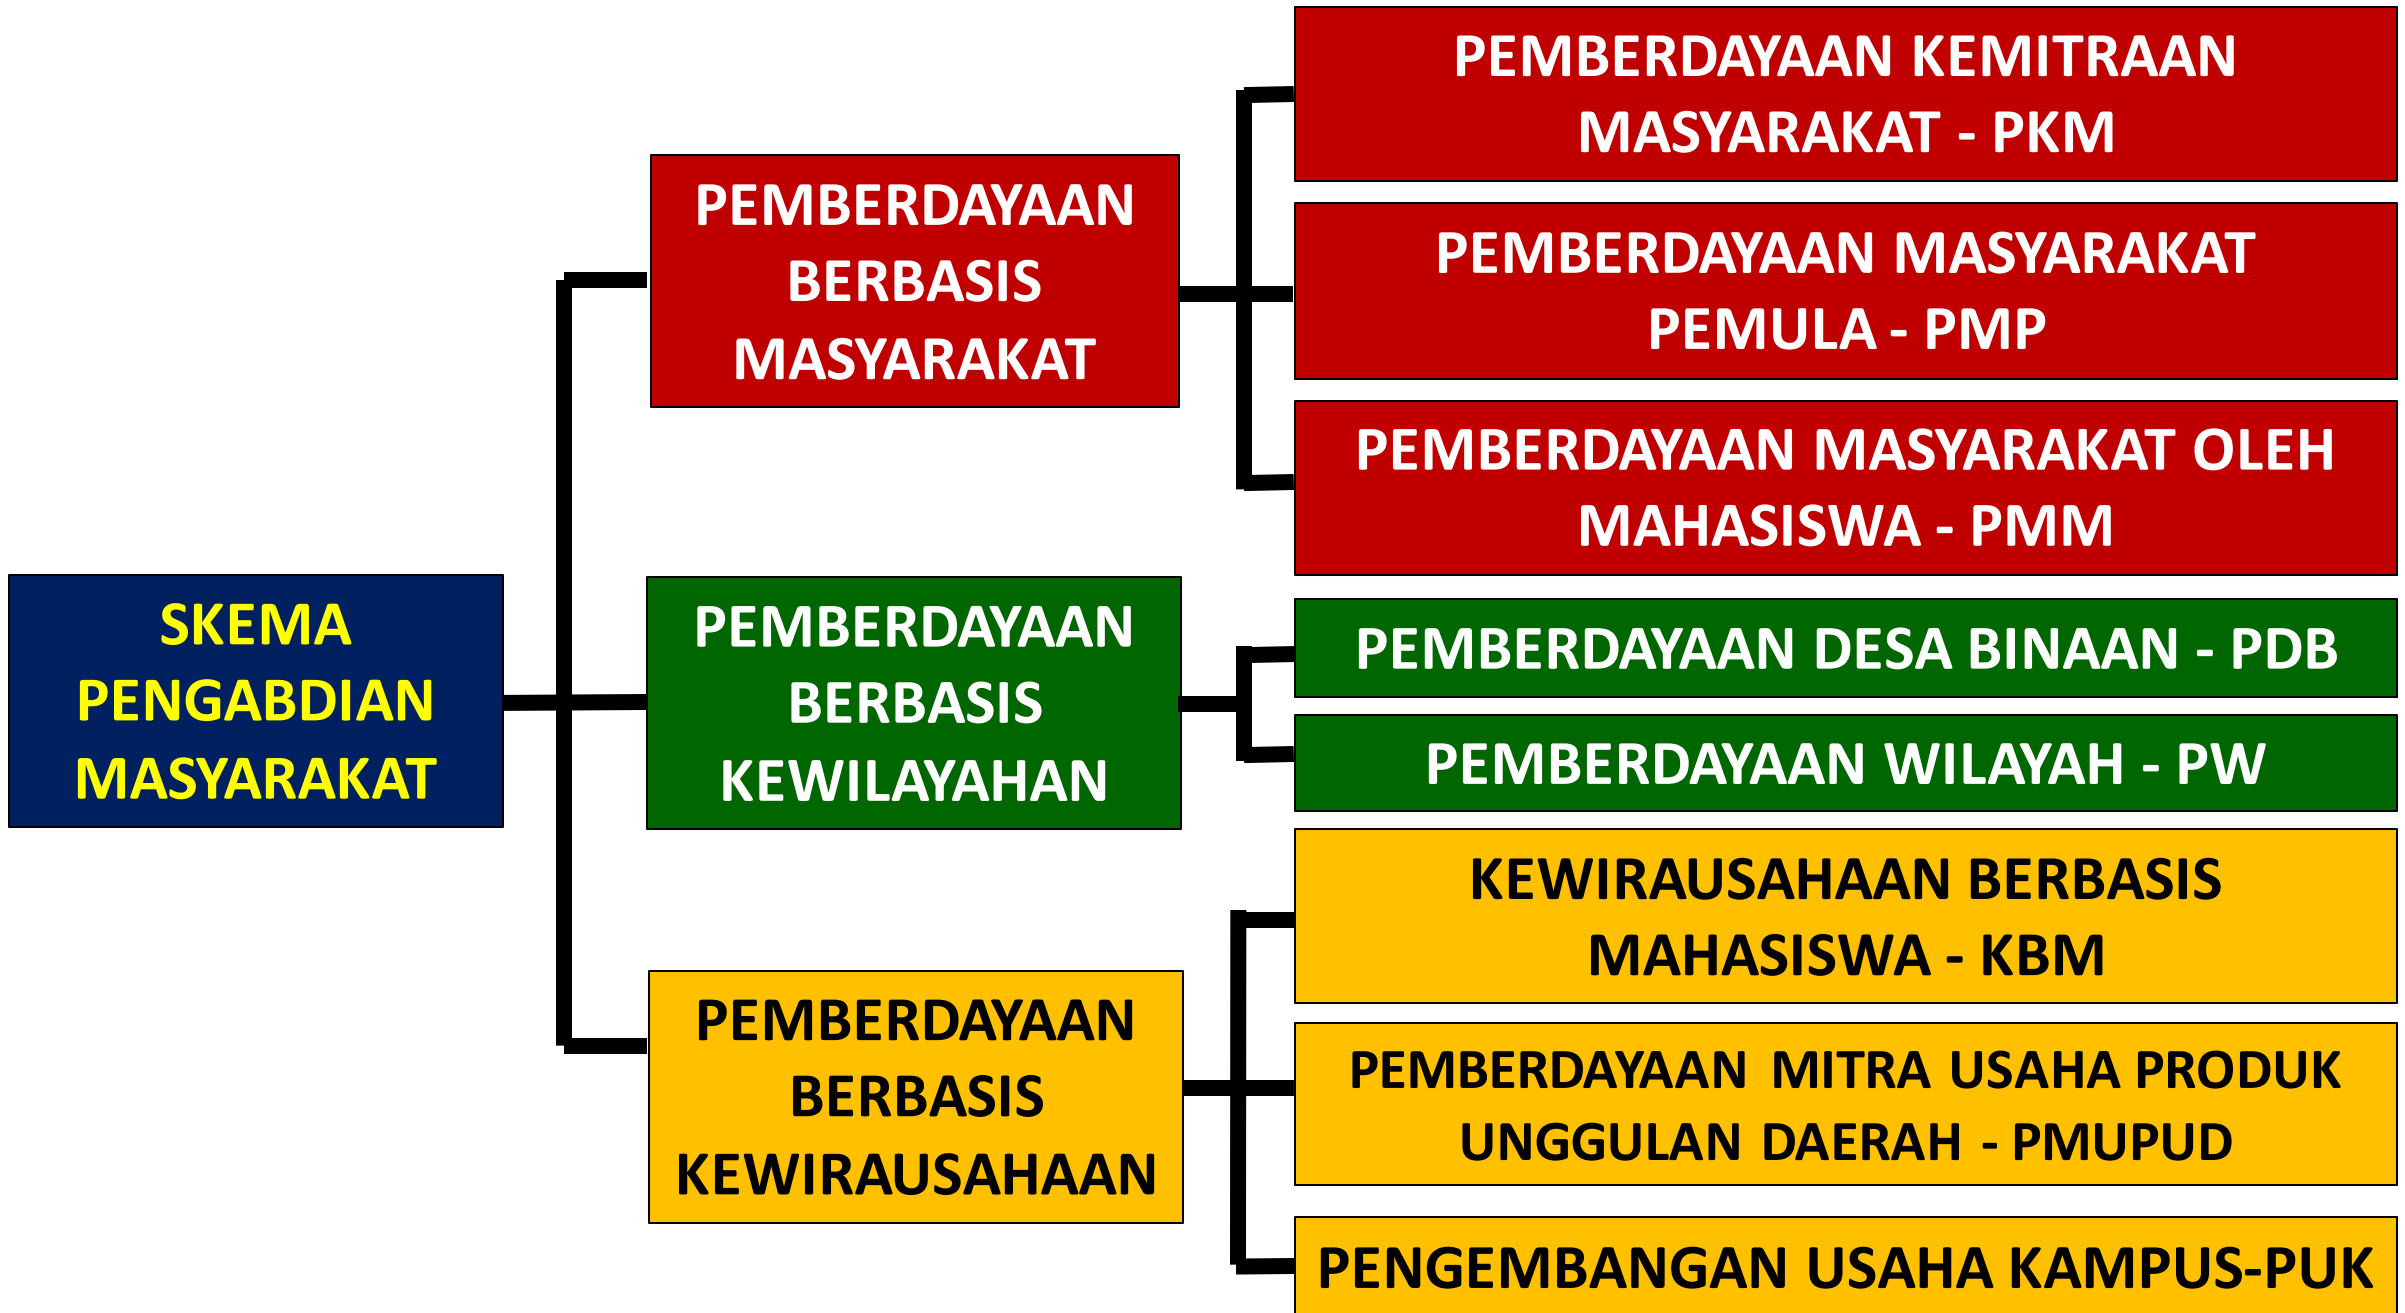 SKEMA
PENGABDIAN
MASYARAKAT
PEMBERDAYAAN
BERBASIS
MASYARAKAT
PEMBERDAYAAN KEMITRAAN
MASYARAKAT - PKM
PEMBERDAYAAN MASYARAKAT
PEMULA - PMP
PEMBERDAYAAN MASYARAKAT OLEH
MAHASISWA - PMM
PEMBERDAYAAN
BERBASIS
KEWILAYAHAN
PEMBERDAYAAN DESA BINAAN - PDB
PEMBERDAYAAN WILAYAH - PW
PEMBERDAYAAN
BERBASIS
KEWIRAUSAHAAN
KEWIRAUSAHAAN BERBASIS
MAHASISWA - KBM
PEMBERDAYAAN MITRA USAHA PRODUK
UNGGULAN DAERAH - PMUPUD
PENGEMBANGAN USAHA KAMPUS-PUK